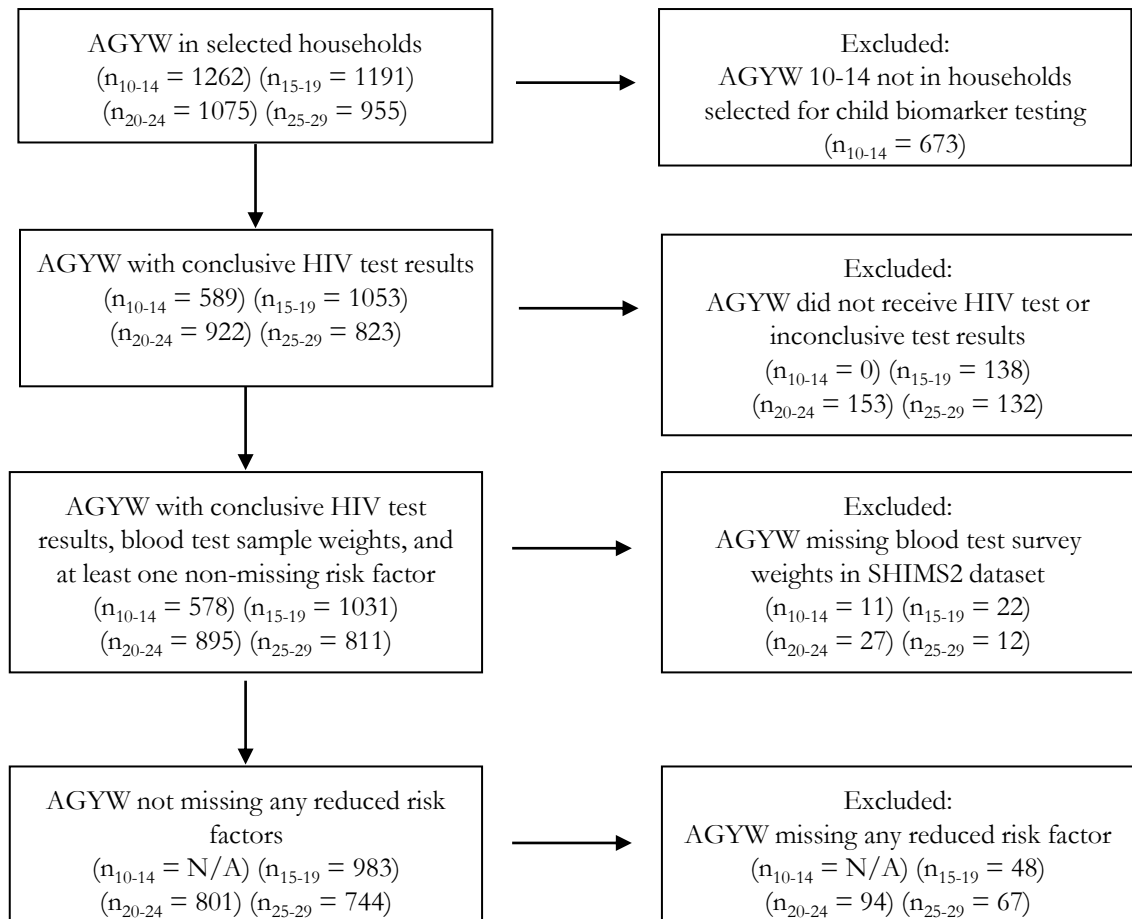 AGYW in selected households
(n₁₀₋₁₄ = 1262) (n₁₅₋₁₉ = 1191)
(n₂₀₋₂₄ = 1075) (n₂₅₋₂₉ = 955)
Excluded:
AGYW 10-14 not in households
selected for child biomarker testing
(n₁₀₋₁₄ = 673)
AGYW with conclusive HIV test results
(n₁₀₋₁₄ = 589) (n₁₅₋₁₉ = 1053)
(n₂₀₋₂₄ = 922) (n₂₅₋₂₉ = 823)
Excluded:
AGYW did not receive HIV test or
inconclusive test results
(n₁₀₋₁₄ = 0) (n₁₅₋₁₉ = 138)
(n₂₀₋₂₄ = 153) (n₂₅₋₂₉ = 132)
AGYW with conclusive HIV test
results, blood test sample weights, and
at least one non-missing risk factor
(n₁₀₋₁₄ = 578) (n₁₅₋₁₉ = 1031)
(n₂₀₋₂₄ = 895) (n₂₅₋₂₉ = 811)
Excluded:
AGYW missing blood test survey
weights in SHIMS2 dataset
(n₁₀₋₁₄ = 11) (n₁₅₋₁₉ = 22)
(n₂₀₋₂₄ = 27) (n₂₅₋₂₉ = 12)
AGYW not missing any reduced risk
factors
(n₁₀₋₁₄ = N/A) (n₁₅₋₁₉ = 983)
(n₂₀₋₂₄ = 801) (n₂₅₋₂₉ = 744)
Excluded:
AGYW missing any reduced risk factor
(n₁₀₋₁₄ = N/A) (n₁₅₋₁₉ = 48)
(n₂₀₋₂₄ = 94) (n₂₅₋₂₉ = 67)